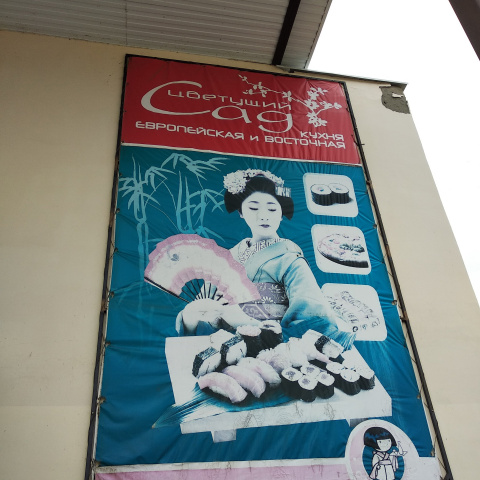 Цветущий
Сад
КУХНЯ
ЕВРОПЕЙСКАЯ И ВОСТОЧНАЯ